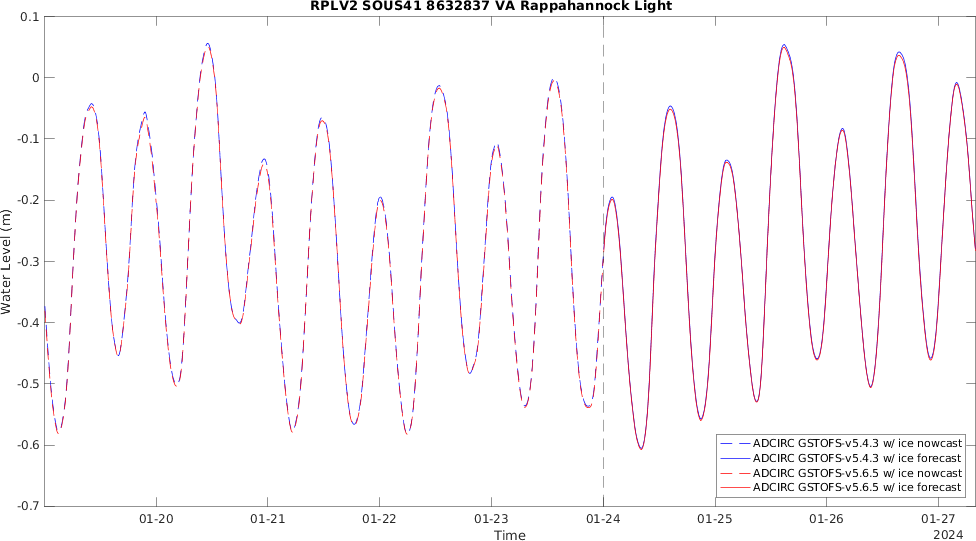 RPLV2 SOUS41 8632837 VA Rappahannock Light
0.1
0
-0.1
-0.2
-0.3
-0.4
-0.5
-0.6
-0.7
Water Level (m)
ADCIRC GSTOFS-v5.4.3 w/ ice nowcast
ADCIRC GSTOFS-v5.4.3 w/ ice forecast
ADCIRC GSTOFS-v5.6.5 w/ ice nowcast
ADCIRC GSTOFS-v5.6.5 w/ ice forecast
01-20 01-21 01-22 01-23 01-24 01-25 01-26 01-27
Time 2024